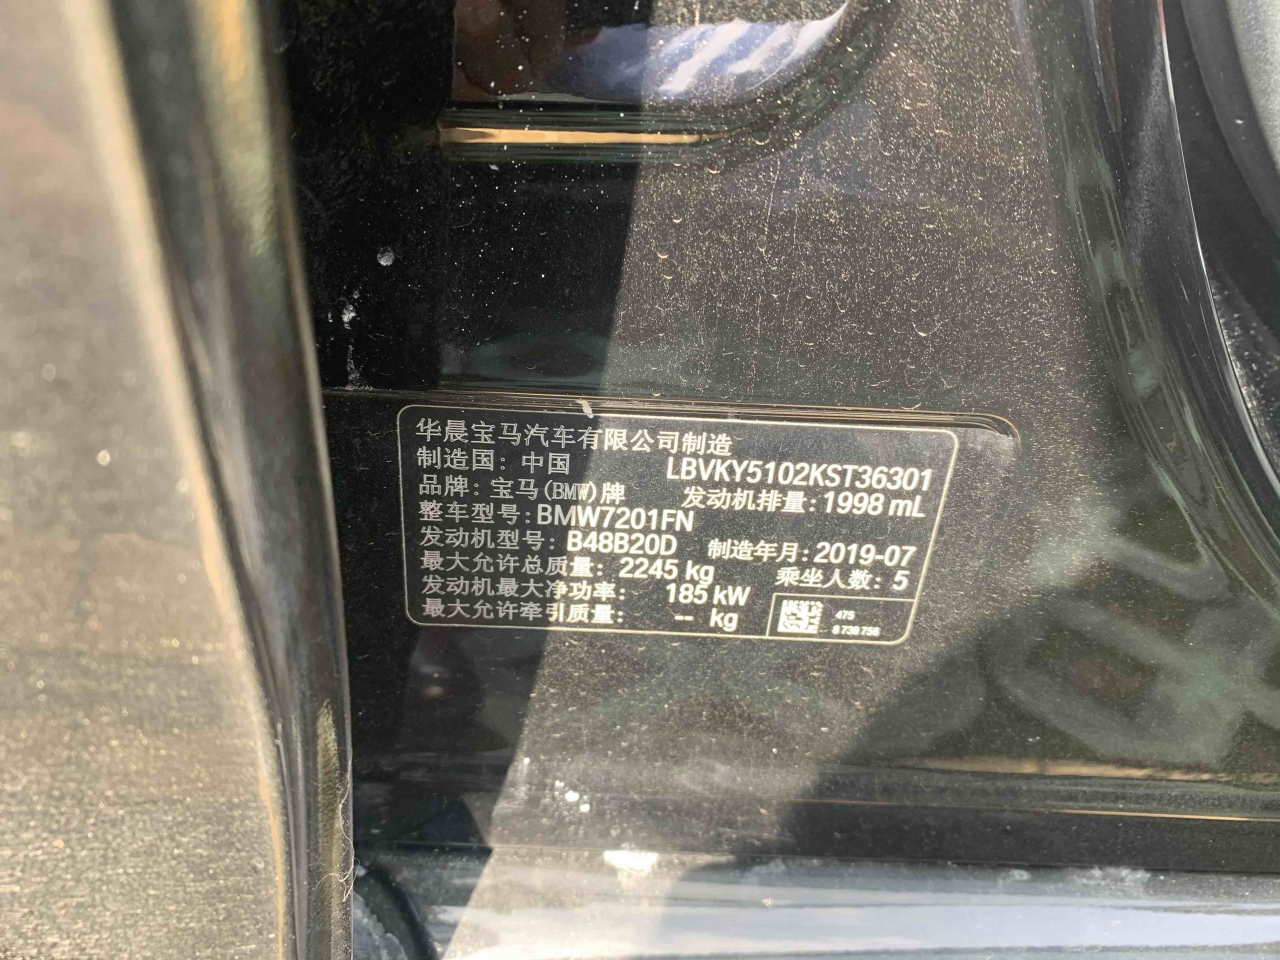 华晨宝马汽车有限公司制造
制造国：中国 LBVKY5102KST36301
品牌：宝马(BMW)牌 发动机排量：1998 mL
整车型号：BMW7201FN
发动机型号：B48B20D 制造年月：2019-07
最大允许总质量：2245 kg 乘坐人数：5
发动机最大净功率：185 kW
最大允许牵引质量：-- kg
475
8 738 756